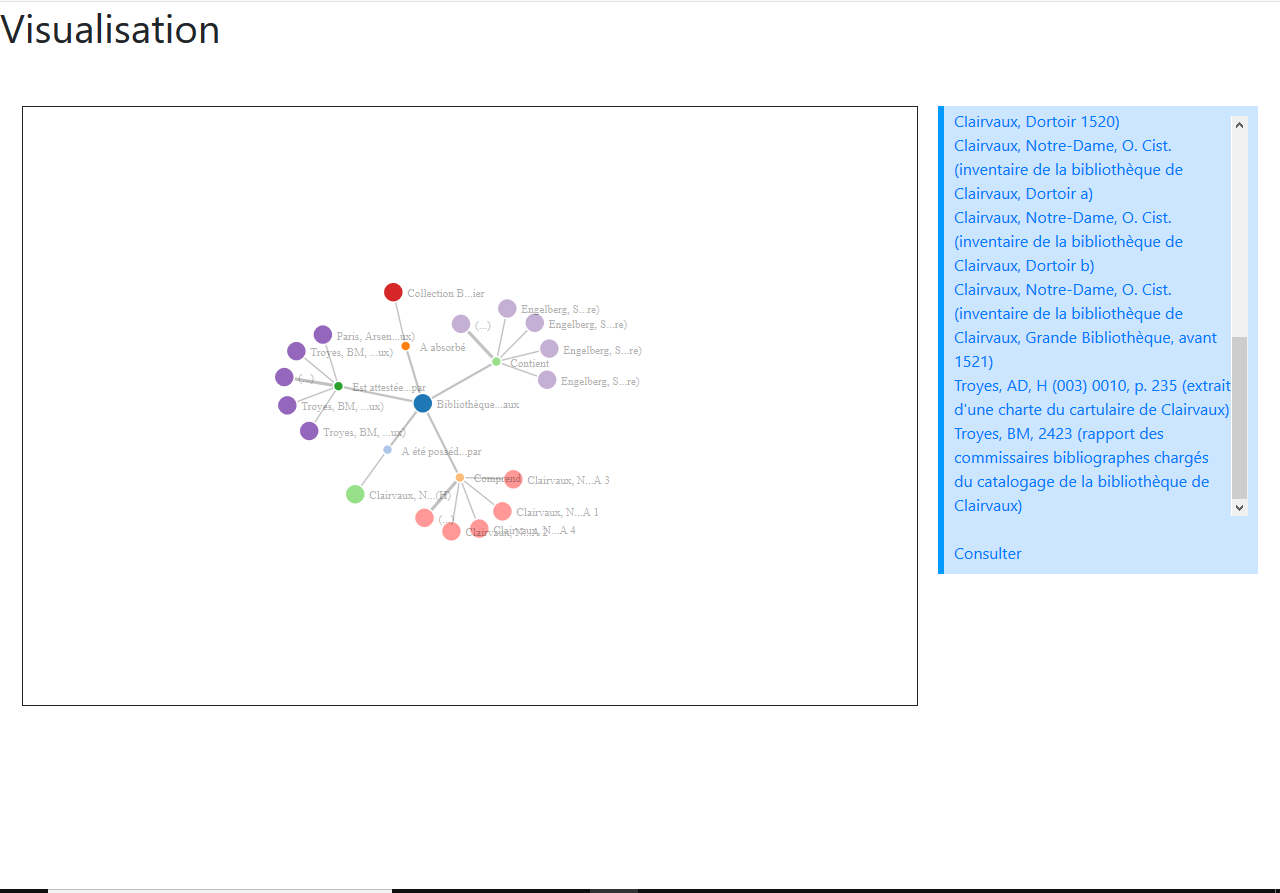 Visualisation
Collection B...ier
Engelberg, S...re)
(...)
Engelberg, S...re)
Paris, Arsen...ux)
A absorbé
Troyes, BM, ...ux)
Engelberg, S...re)
Contient
(...)
Engelberg, S...re)
Est attestée...par
Troyes, BM, ...ux)
Bibliothèque...aux
Troyes, BM, ...ux)
A été posséd...par
Comprend
Clairvaux, N...A 3
Clairvaux, N...(H)
Clairvaux, N...A 1
(...)
Clairvaux, N...A 4
Clairvaux, N...A 2
Clairvaux, Dortoir 1520)
Clairvaux, Notre-Dame, O. Cist.
(inventaire de la bibliothèque de
Clairvaux, Dortoir a)
Clairvaux, Notre-Dame, O. Cist.
(inventaire de la bibliothèque de
Clairvaux, Dortoir b)
Clairvaux, Notre-Dame, O. Cist.
(inventaire de la bibliothèque de
Clairvaux, Grande Bibliothèque, avant
1521)
Troyes, AD, H (003) 0010, p. 235 (extrait
d'une charte du cartulaire de Clairvaux)
Troyes, BM, 2423 (rapport des
commissaires bibliographes chargés
du catalogage de la bibliothèque de
Clairvaux)
Consulter